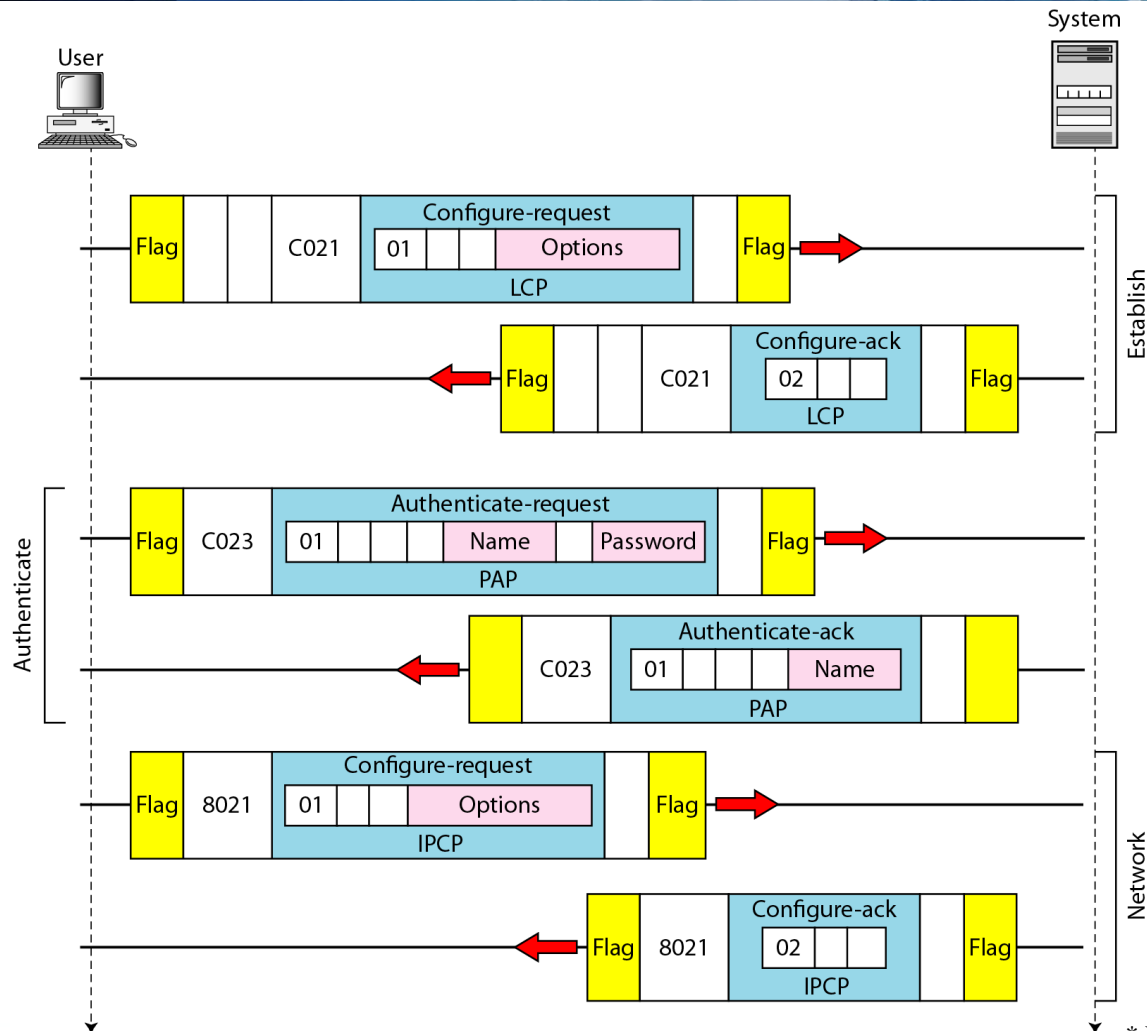 System
User
Configure-request
Flag C021 01 Options Flag
LCP
Configure-ack
Flag C021 02 Flag
LCP
Establish
Authenticate-request
Flag C023 01 Name Password Flag
PAP
Authenticate-ack
C023 01 Name
PAP
Authenticate
Configure-request
Flag 8021 01 Options Flag
IPCP
Configure-ack
Flag 8021 02 Flag
IPCP
Network
*